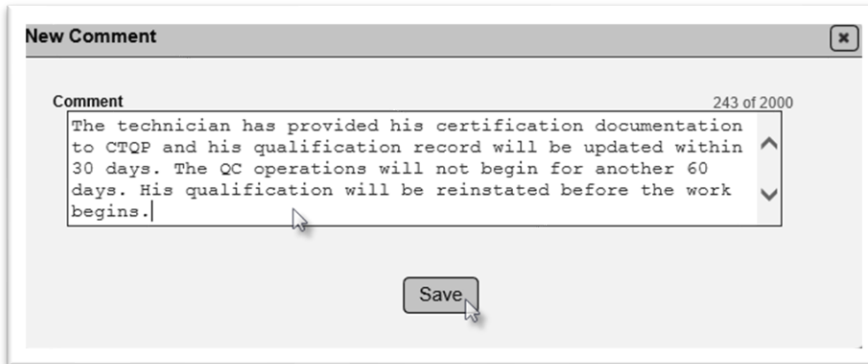 New Comment
Comment
243 of 2000
The technician has provided his certification documentation
to CTQP and his qualification record will be updated within
30 days. The QC operations will not begin for another 60
days. His qualification will be reinstated before the work
begins.
Save